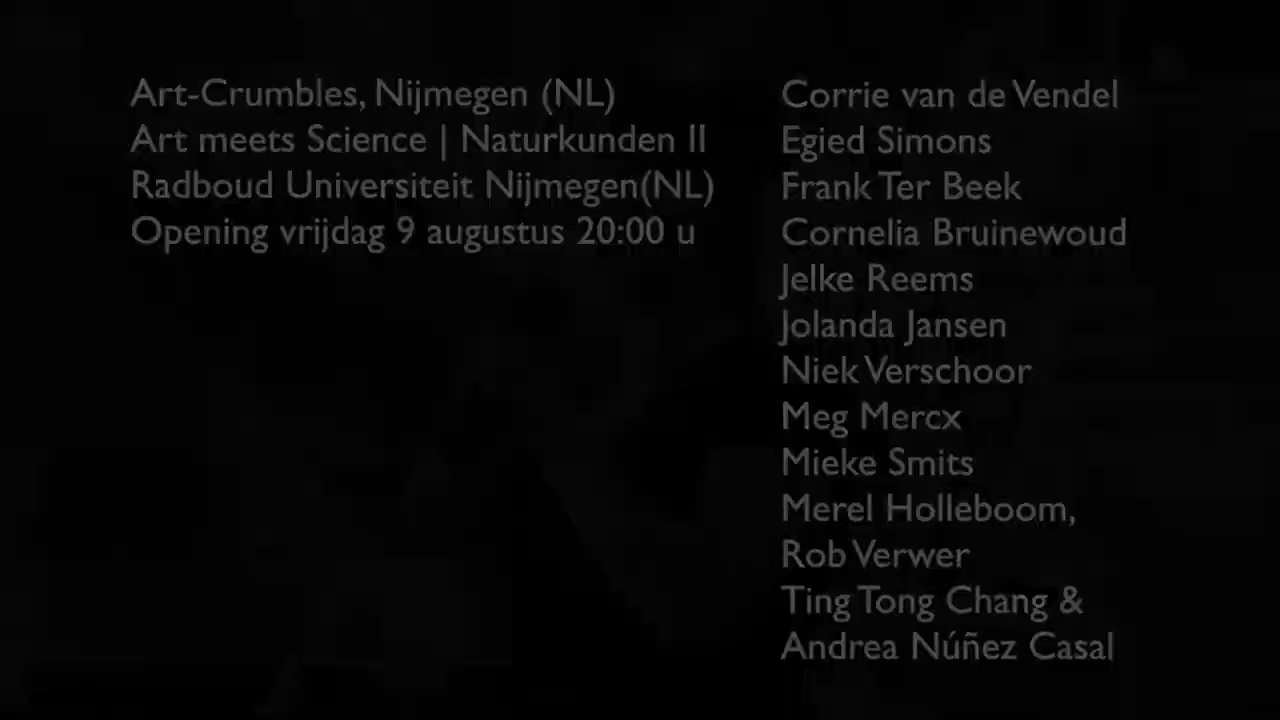 Art-Crumbles, Nijmegen (NL)
Art meets Science | Naturkunden II
Radboud Universiteit Nijmegen(NL)
Opening vrijdag 9 augustus 20:00 u
Corrie van de Vendel
Egied Simons
Frank Ter Beek
Cornelia Bruinewoud
Jelke Reems
Jolanda Jansen
Niek Verschoor
Meg Mercx
Mieke Smits
Merel Holleboom,
Rob Verwer
Ting Tong Chang &
Andrea Núñez Casal